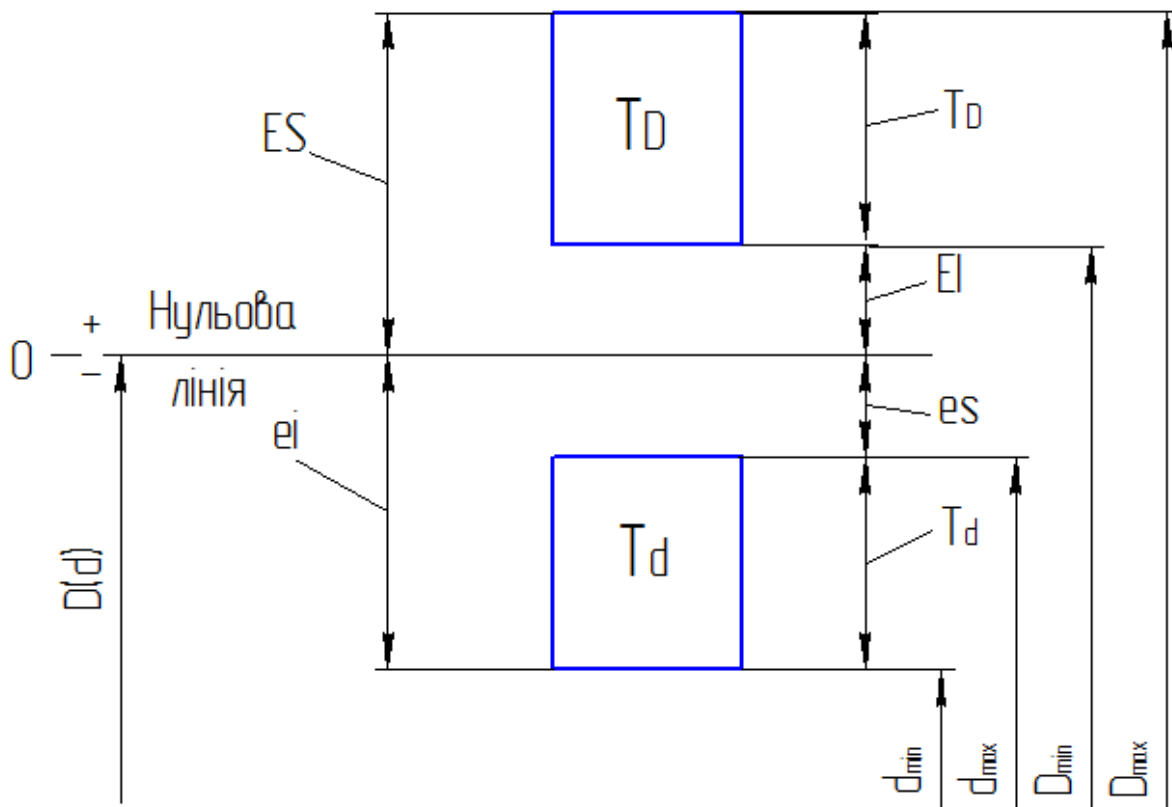 ES
TD
TD
EI
+
Нульова
0
−
лінія
ei
es
Td
Td
D(d)
dmin
dmax
Dmin
Dmax